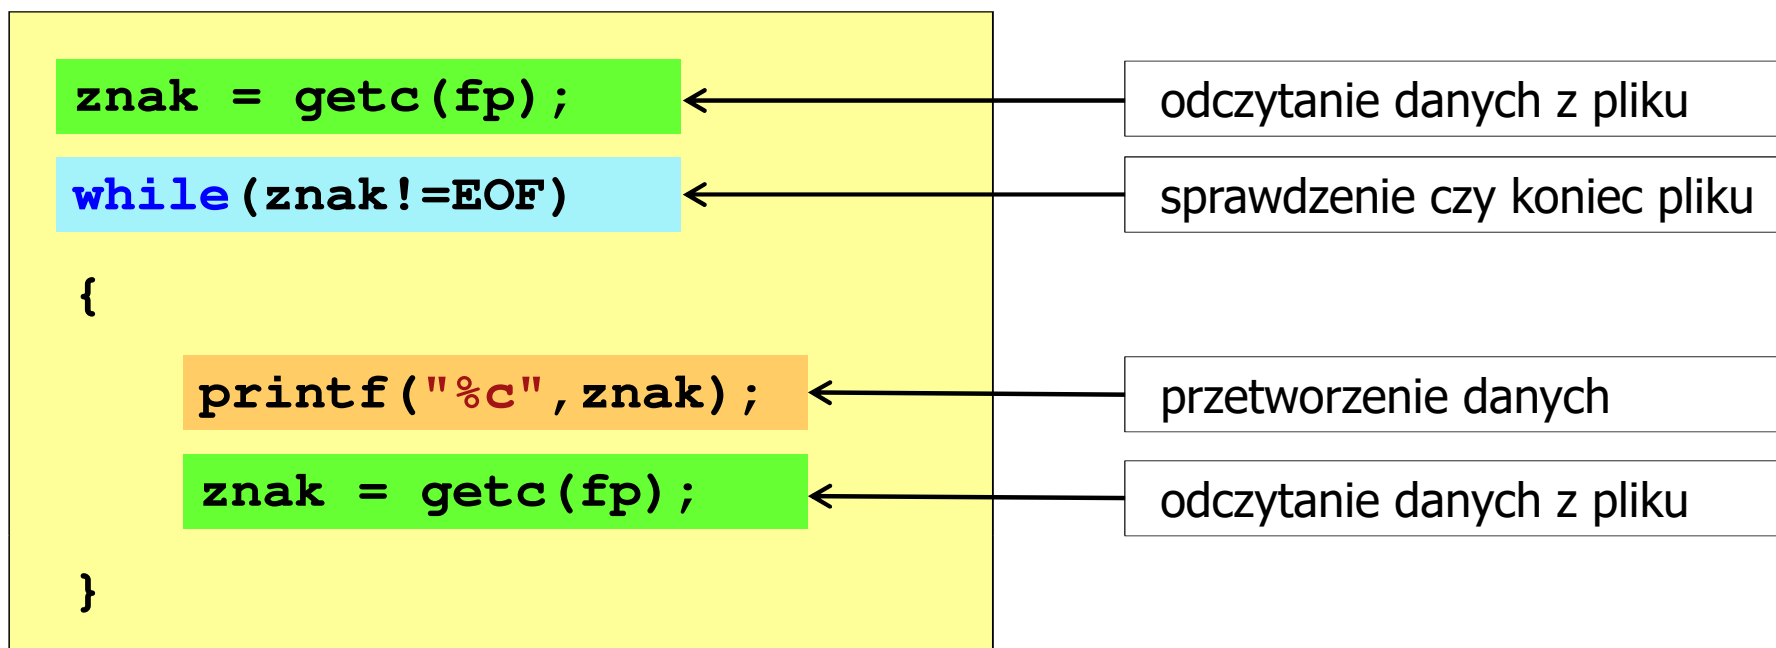 znak = getc(fp);
odczytanie danych z pliku
while(znak!=EOF)
sprawdzenie czy koniec pliku
{
printf("%c",znak);
przetworzenie danych
znak = getc(fp);
odczytanie danych z pliku
}